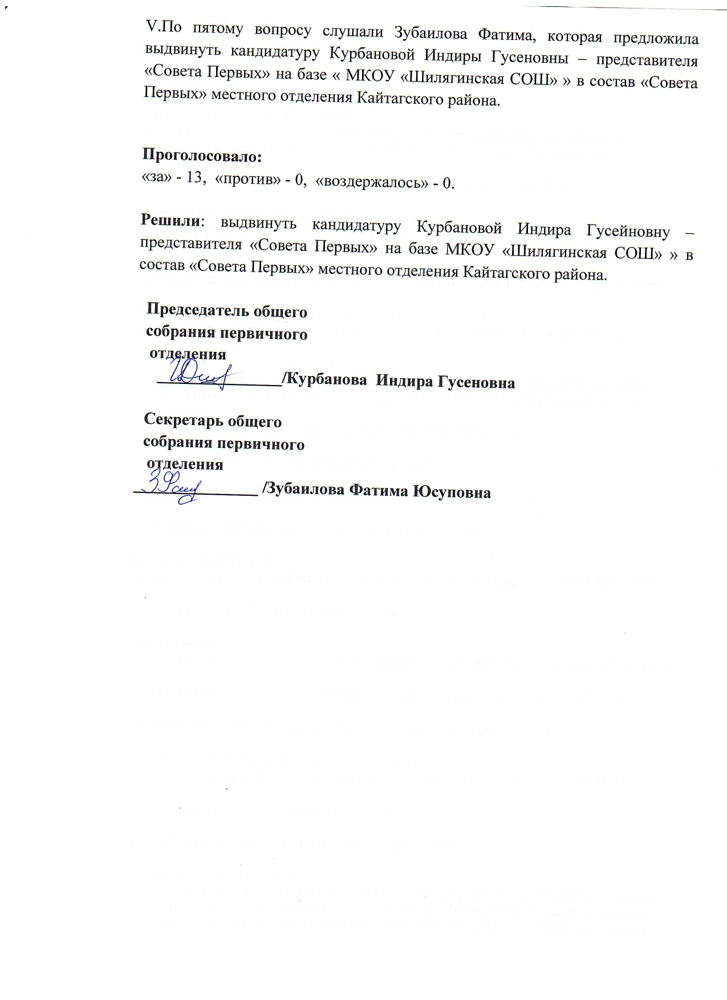 V.По пятому вопросу слушали Зубаилова Фатима, которая предложила
выдвинуть кандидатуру Курбановой Индиры Гусеновны – представителя
«Совета Первых» на базе « МКОУ «Шилягинская СОШ» » в состав «Совета
Первых» местного отделения Кайтагского района.
Проголосовало:
«за» - 13, «против» - 0, «воздержалось» - 0.
Решили: выдвинуть кандидатуру Курбановой Индира Гусейновну –
представителя «Совета Первых» на базе МКОУ «Шилягинская СОШ» » в
состав «Совета Первых» местного отделения Кайтагского района.
Председатель общего
собрания первичного
отделения
/Курбанова Индира Гусеновна
Секретарь общего
собрания первичного
отделения
/Зубаилова Фатима Юсуповна